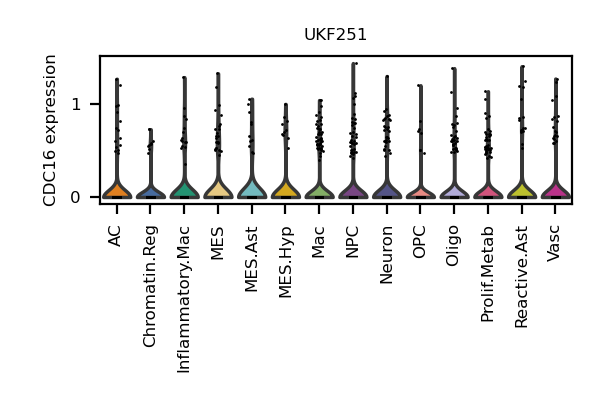 UKF251
CDC16 expression
1
0
AC
Chromatin.Reg
Inflammatory.Mac
MES
MES.Ast
MES.Hyp
Mac
NPC
Neuron
OPC
Oligo
Prolif.Metab
Reactive.Ast
Vasc